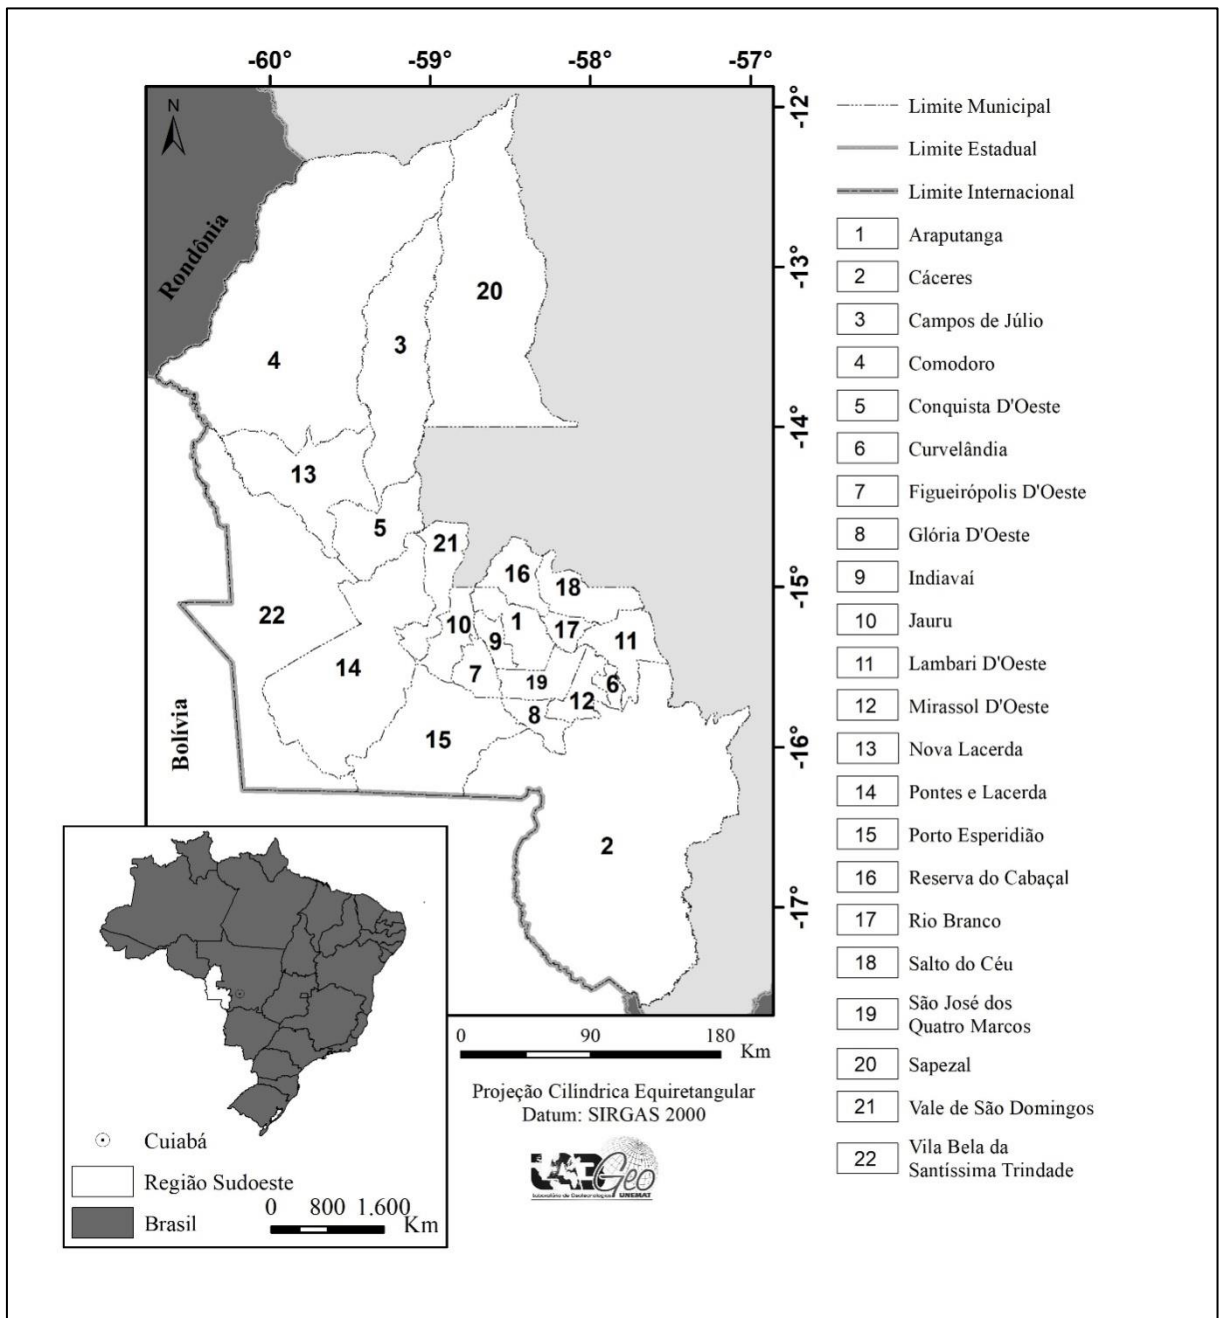 -60°
-59°
-58°
-57°
N
-12°
-13°
-14°
-15°
-16°
-17°
Rondônia
Bolívia
20
3
4
13
5
21
16
18
22
1
10
17
9
11
14
7
19
6
12
8
15
2
Limite Municipal
Limite Estadual
Limite Internacional
1 Araputanga
2 Cáceres
3 Campos de Júlio
4 Comodoro
5 Conquista D'Oeste
6 Curvelândia
7 Figueirópolis D'Oeste
8 Glória D'Oeste
9 Indiavaí
10 Jauru
11 Lambari D'Oeste
12 Mirassol D'Oeste
13 Nova Lacerda
14 Pontes e Lacerda
15 Porto Esperidião
16 Reserva do Cabaçal
17 Rio Branco
18 Salto do Céu
19 São José dos
Quatro Marcos
20 Sapezal
21 Vale de São Domingos
22 Vila Bela da
Santíssima Trindade
0 90 180
Km
Projeção Cilíndrica Equiretangular
Datum: SIRGAS 2000
Geo
UNEMAT
Laboratório de Geotecnologias
Cuiabá
Região Sudoeste
Brasil
0 800 1.600
Km